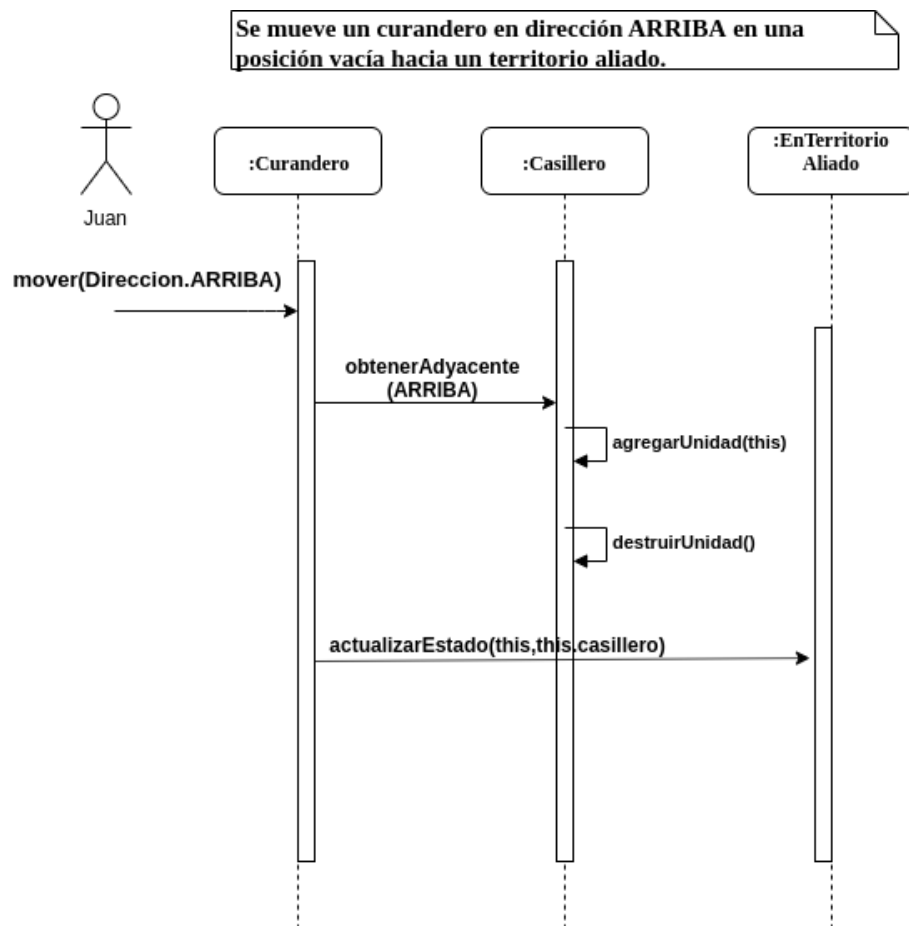 Se mueve un curandero en dirección ARRIBA en una
posición vacía hacia un territorio aliado.
:Curandero
:Casillero
:EnTerritorio
Aliado
Juan
mover(Direccion.ARRIBA)
obtenerAdyacente
(ARRIBA)
agregarUnidad(this)
destruirUnidad()
actualizarEstado(this,this.casillero)